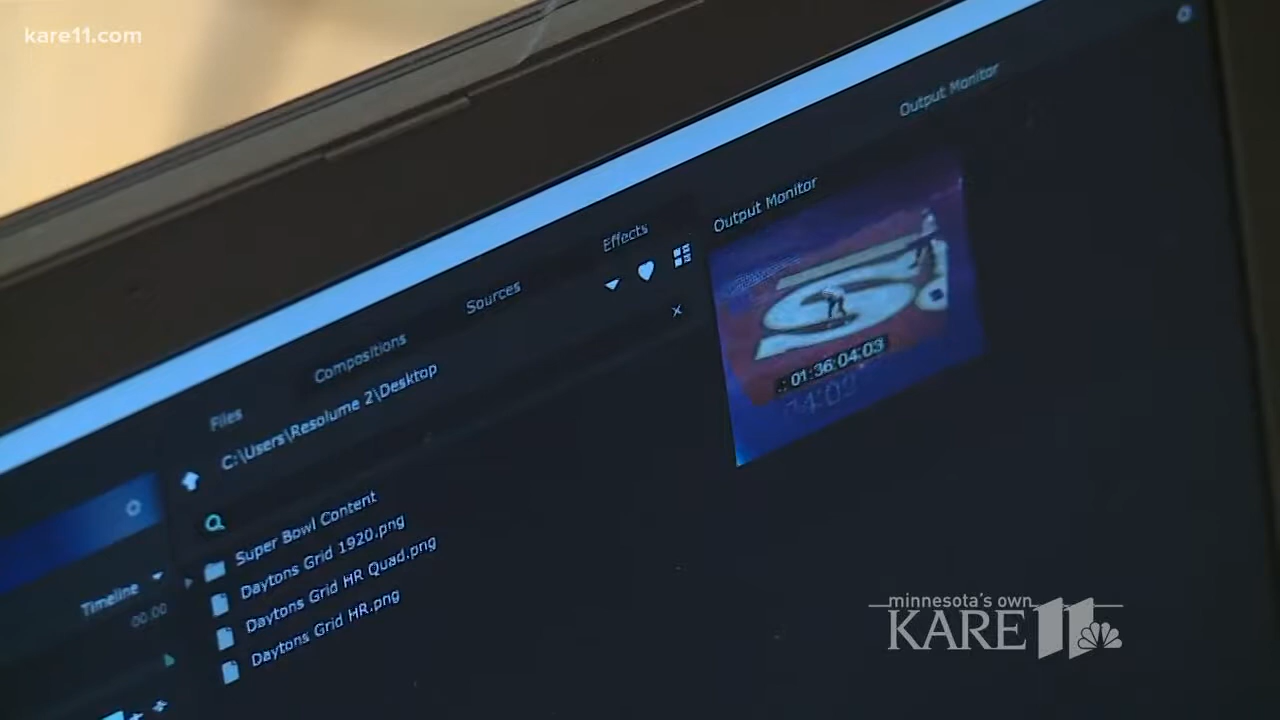 kare11.com
Output Monitor
Output Monitor
Effects
Sources
Compositions
Files
C:\Users\Resolume 2\Desktop
01:36:04:03
Super Bowl Content
Daytons Grid 1920.png
Daytons Grid HR Quad.png
Daytons Grid HR.png
Timeline
00.00
minnesota's own
KARE 11